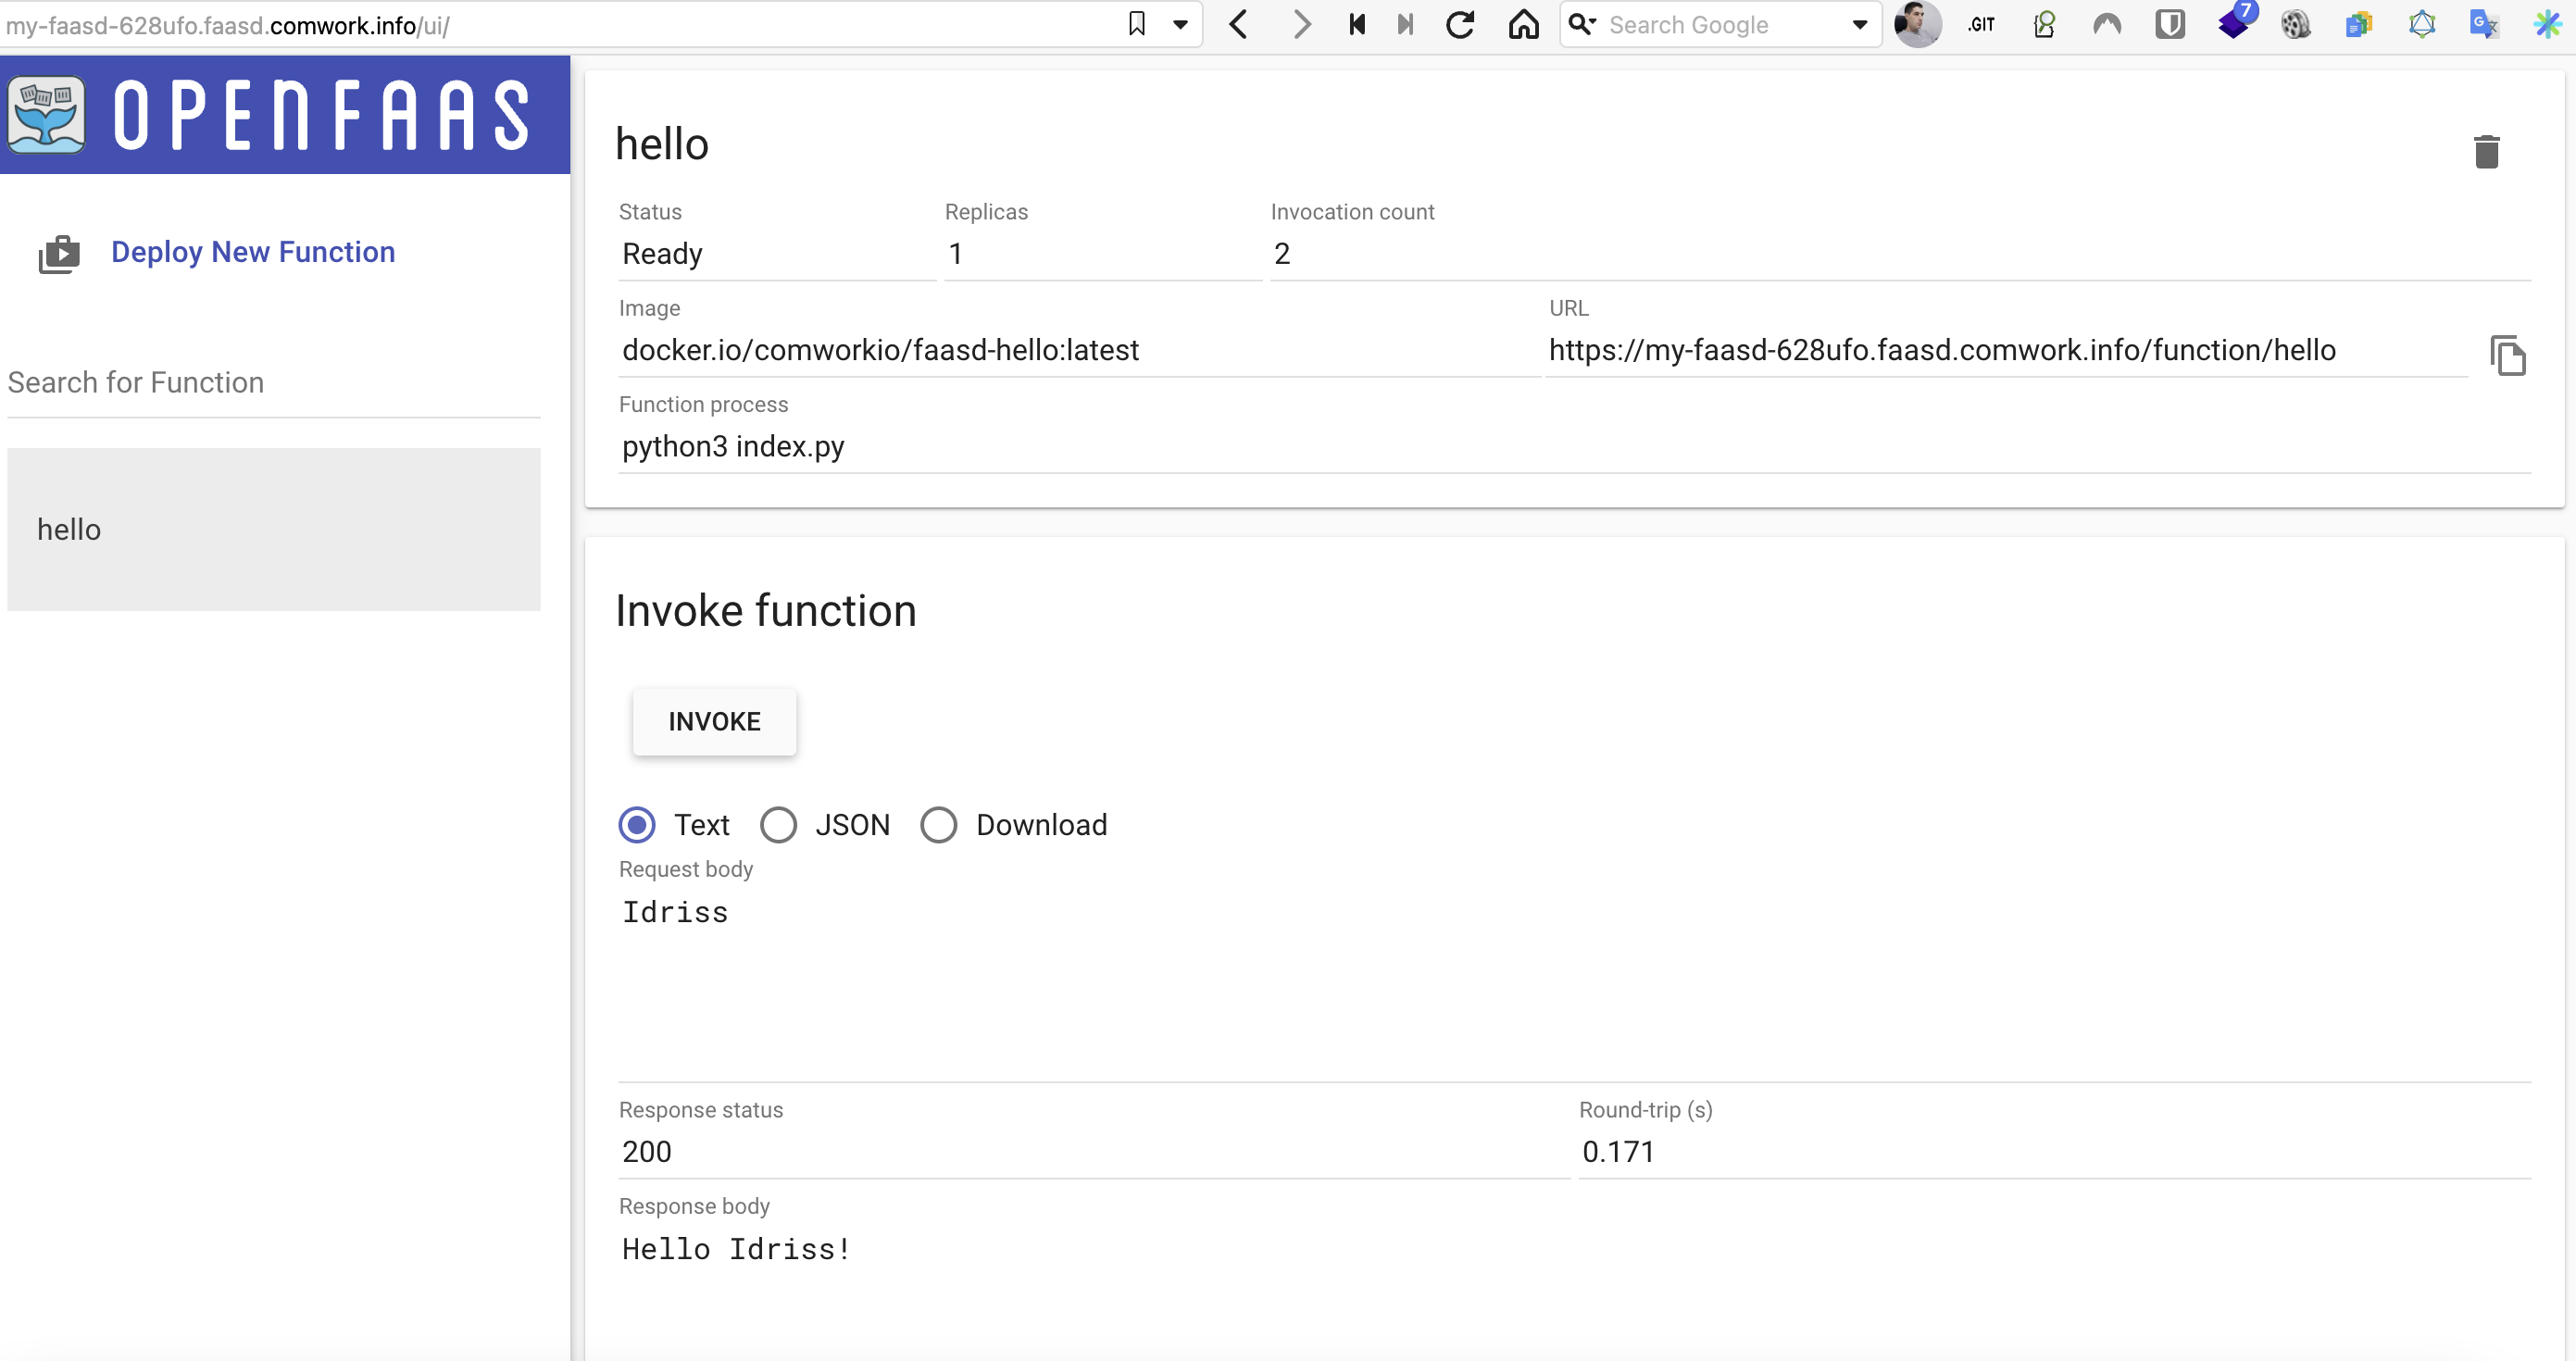 my-faasd-628ufo.faasd.comwork.info/ui/
Search Google
.GIT
7
G
OPENFAAS
Deploy New Function
Search for Function
hello
hello
Status
Replicas
Invocation count
Ready
1
2
Image
URL
docker.io/comworkio/faasd-hello:latest
https://my-faasd-628ufo.faasd.comwork.info/function/hello
Function process
python3 index.py
Invoke function
INVOKE
Text
JSON
Download
Request body
Idriss
Response status
Round-trip (s)
200
0.171
Response body
Hello Idriss!